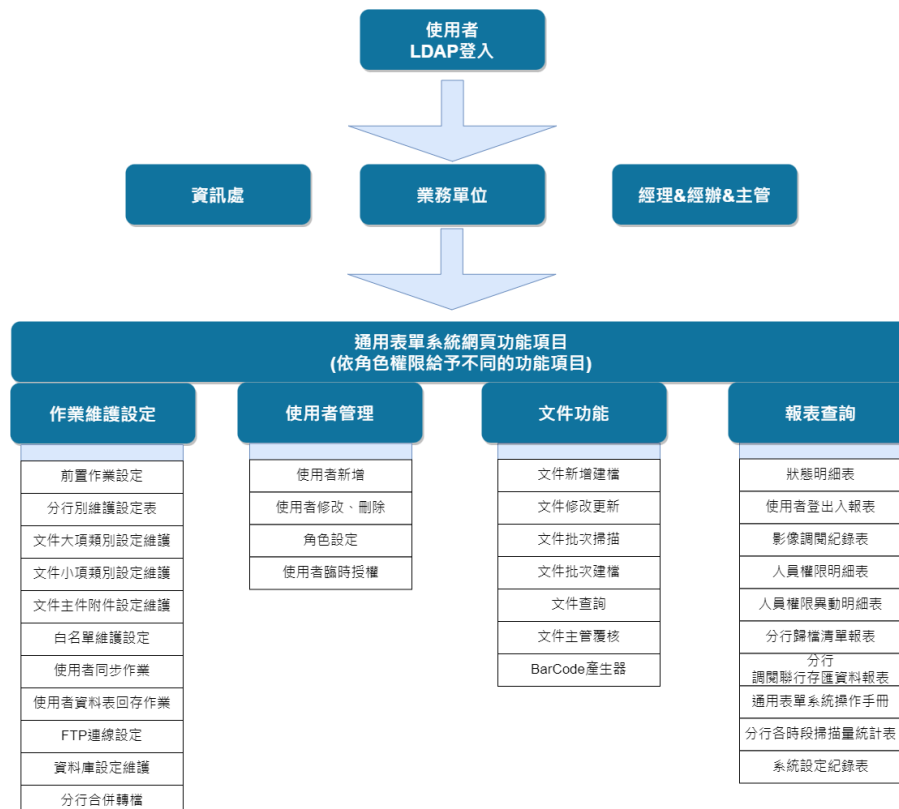 使用者
LDAP登入
資訊處
業務單位
經理&經辦&主管
通用表單系統網頁功能項目
(依角色權限給予不同的功能項目)
作業維護設定
前置作業設定
分行別維護設定表
文件大項類別設定維護
文件小項類別設定維護
文件主件附件設定維護
白名單維護設定
使用者同步作業
使用者資料表回存作業
FTP連線設定
資料庫設定維護
分行合併轉檔
使用者管理
使用者新增
使用者修改、刪除
角色設定
使用者臨時授權
文件功能
文件新增建檔
文件修改更新
文件批次掃描
文件批次建檔
文件查詢
文件主管覆核
BarCode產生器
報表查詢
狀態明細表
使用者登出入報表
影像調閱紀錄表
人員權限明細表
人員權限異動明細表
分行歸檔清單報表
分行
調閱聯行存匯資料報表
通用表單系統操作手冊
分行各時段掃描量統計表
系統設定紀錄表